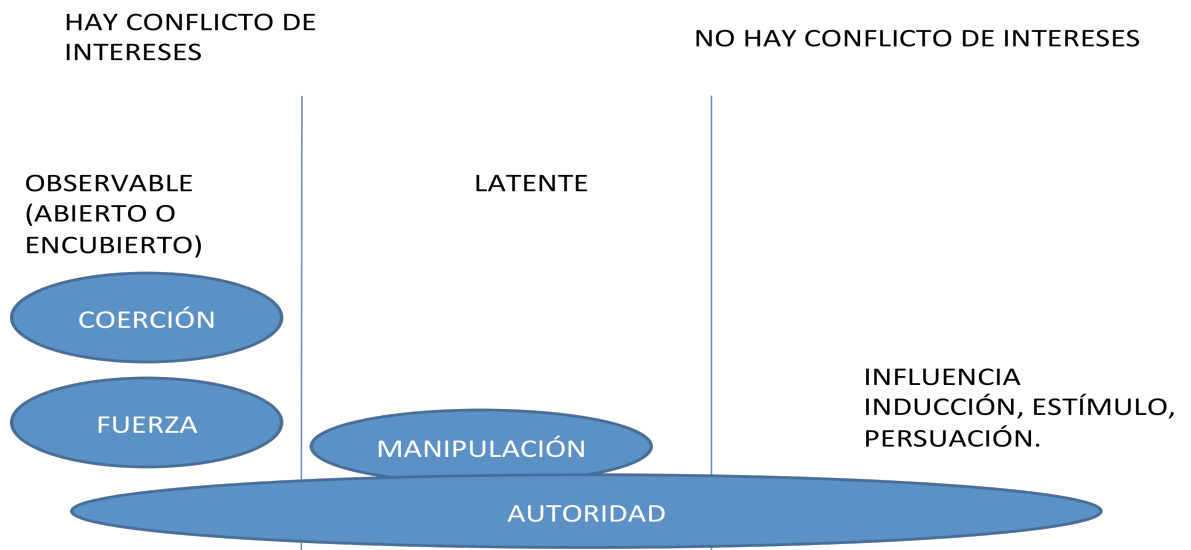 HAY CONFLICTO DE
INTERESES
NO HAY CONFLICTO DE INTERESES
OBSERVABLE
(ABIERTO O
ENCUBIERTO)
LATENTE
COERCIÓN
FUERZA
MANIPULACIÓN
INFLUENCIA
INDUCCIÓN, ESTÍMULO,
PERSUACIÓN.
AUTORIDAD